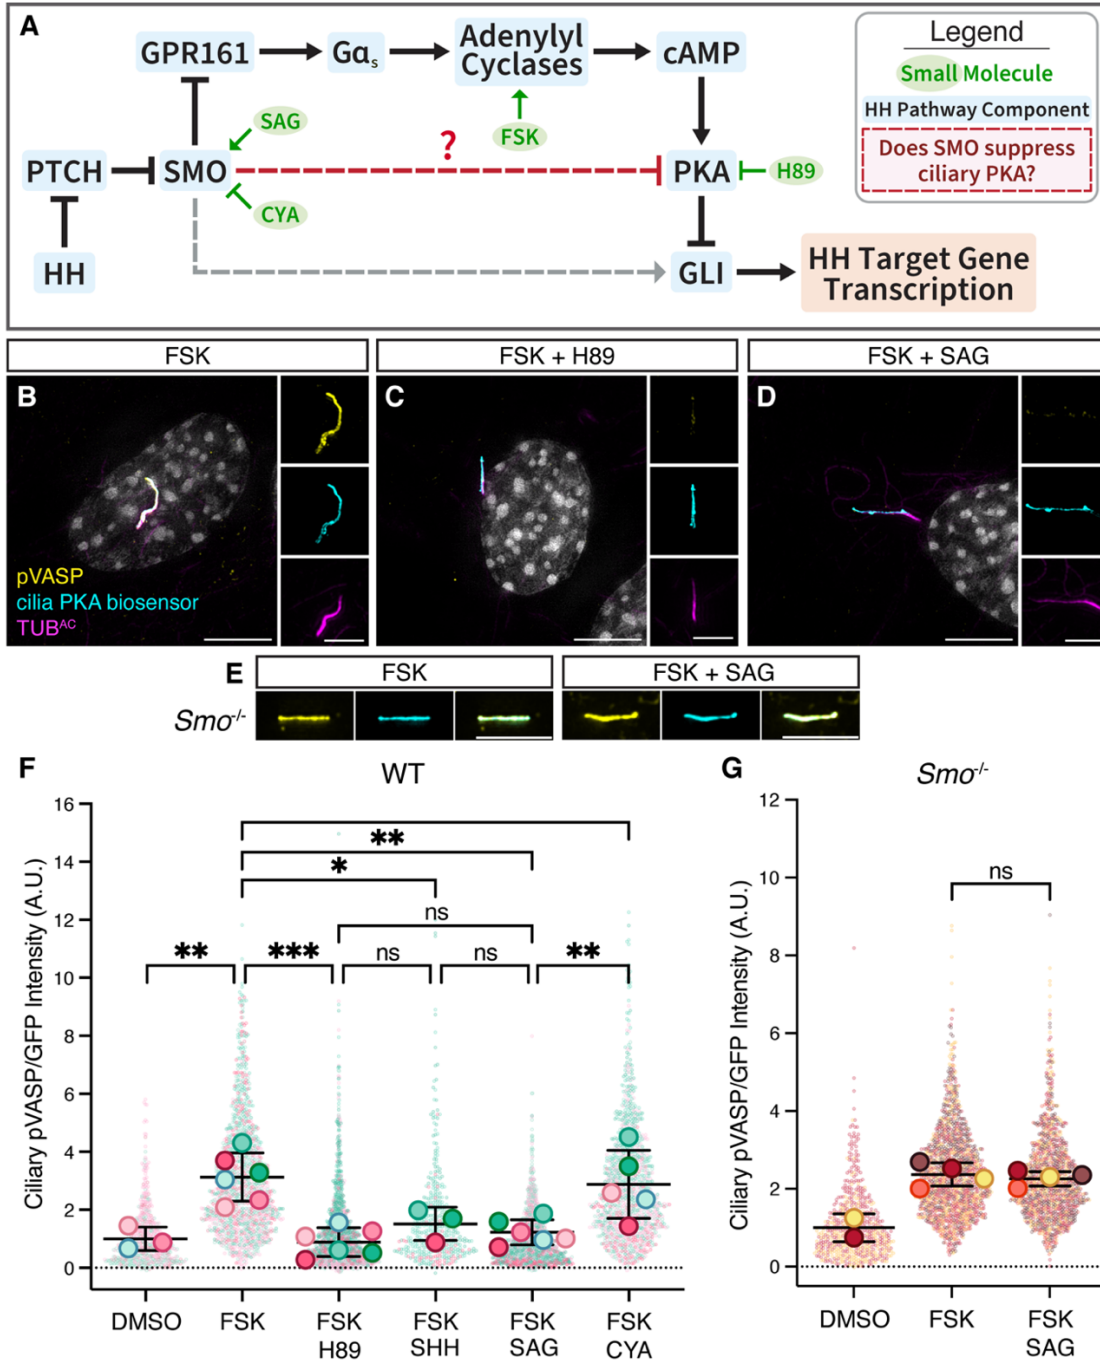 A
GPR161
Gαs
Adenylyl
Cyclases
cAMP
Legend
Small Molecule
HH Pathway Component
Does SMO suppress
ciliary PKA?
SAG
FSK
?
PTCH
SMO
PKA
H89
CYA
HH
GLI
HH Target Gene
Transcription
FSK
FSK + H89
FSK + SAG
B
C
D
pVASP
cilia PKA biosensor
TUBAC
E
FSK
FSK + SAG
Smo-/-
F
WT
G
Smo-/-
Ciliary pVASP/GFP Intensity (A.U.)
16
14
12
10
8
6
4
2
0
**
*
ns
**
***
ns
ns
**
DMSO
FSK
FSK
H89
FSK
SHH
FSK
SAG
FSK
CYA
Ciliary pVASP/GFP Intensity (A.U.)
12
10
8
6
4
2
0
ns
DMSO
FSK
FSK
SAG